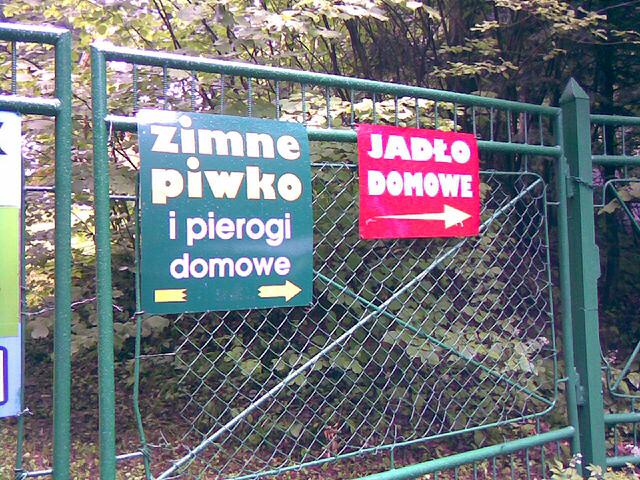 zimne
piwko
i pierogi
domowe
JADŁO
DOMOWE